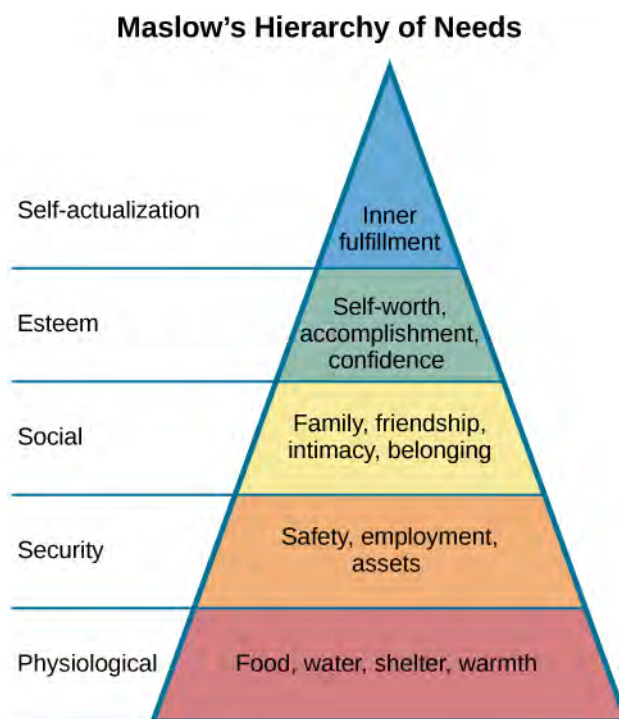 Maslow's Hierarchy of Needs
Self-actualization
Inner
fulfillment
Esteem
Self-worth,
accomplishment,
confidence
Social
Family, friendship,
intimacy, belonging
Security
Safety, employment,
assets
Physiological
Food, water, shelter, warmth